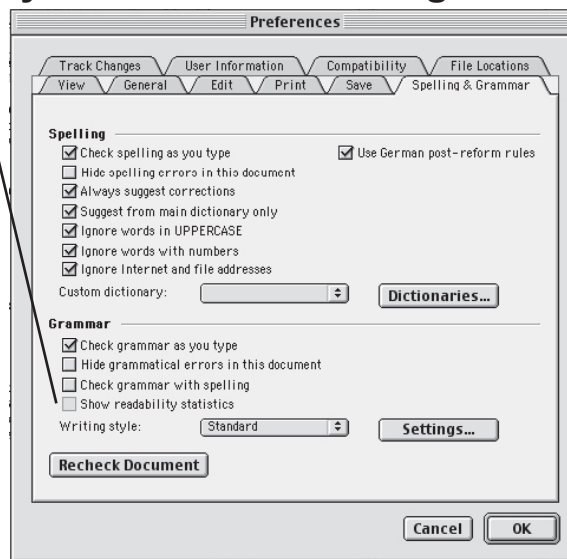 Preferences
Track Changes User Information Compatibility File Locations
View General Edit Print Save Spelling & Grammar
Spelling
Check spelling as you type Use German post-reform rules
Hide spelling errors in this document
Always suggest corrections
Suggest from main dictionary only
Ignore words in UPPERCASE
Ignore words with numbers
Ignore Internet and file addresses
Custom dictionary: Dictionaries...
Grammar
Check grammar as you type
Hide grammatical errors in this document
Check grammar with spelling
Show readability statistics
Writing style: Standard Settings...
Recheck Document
Cancel OK